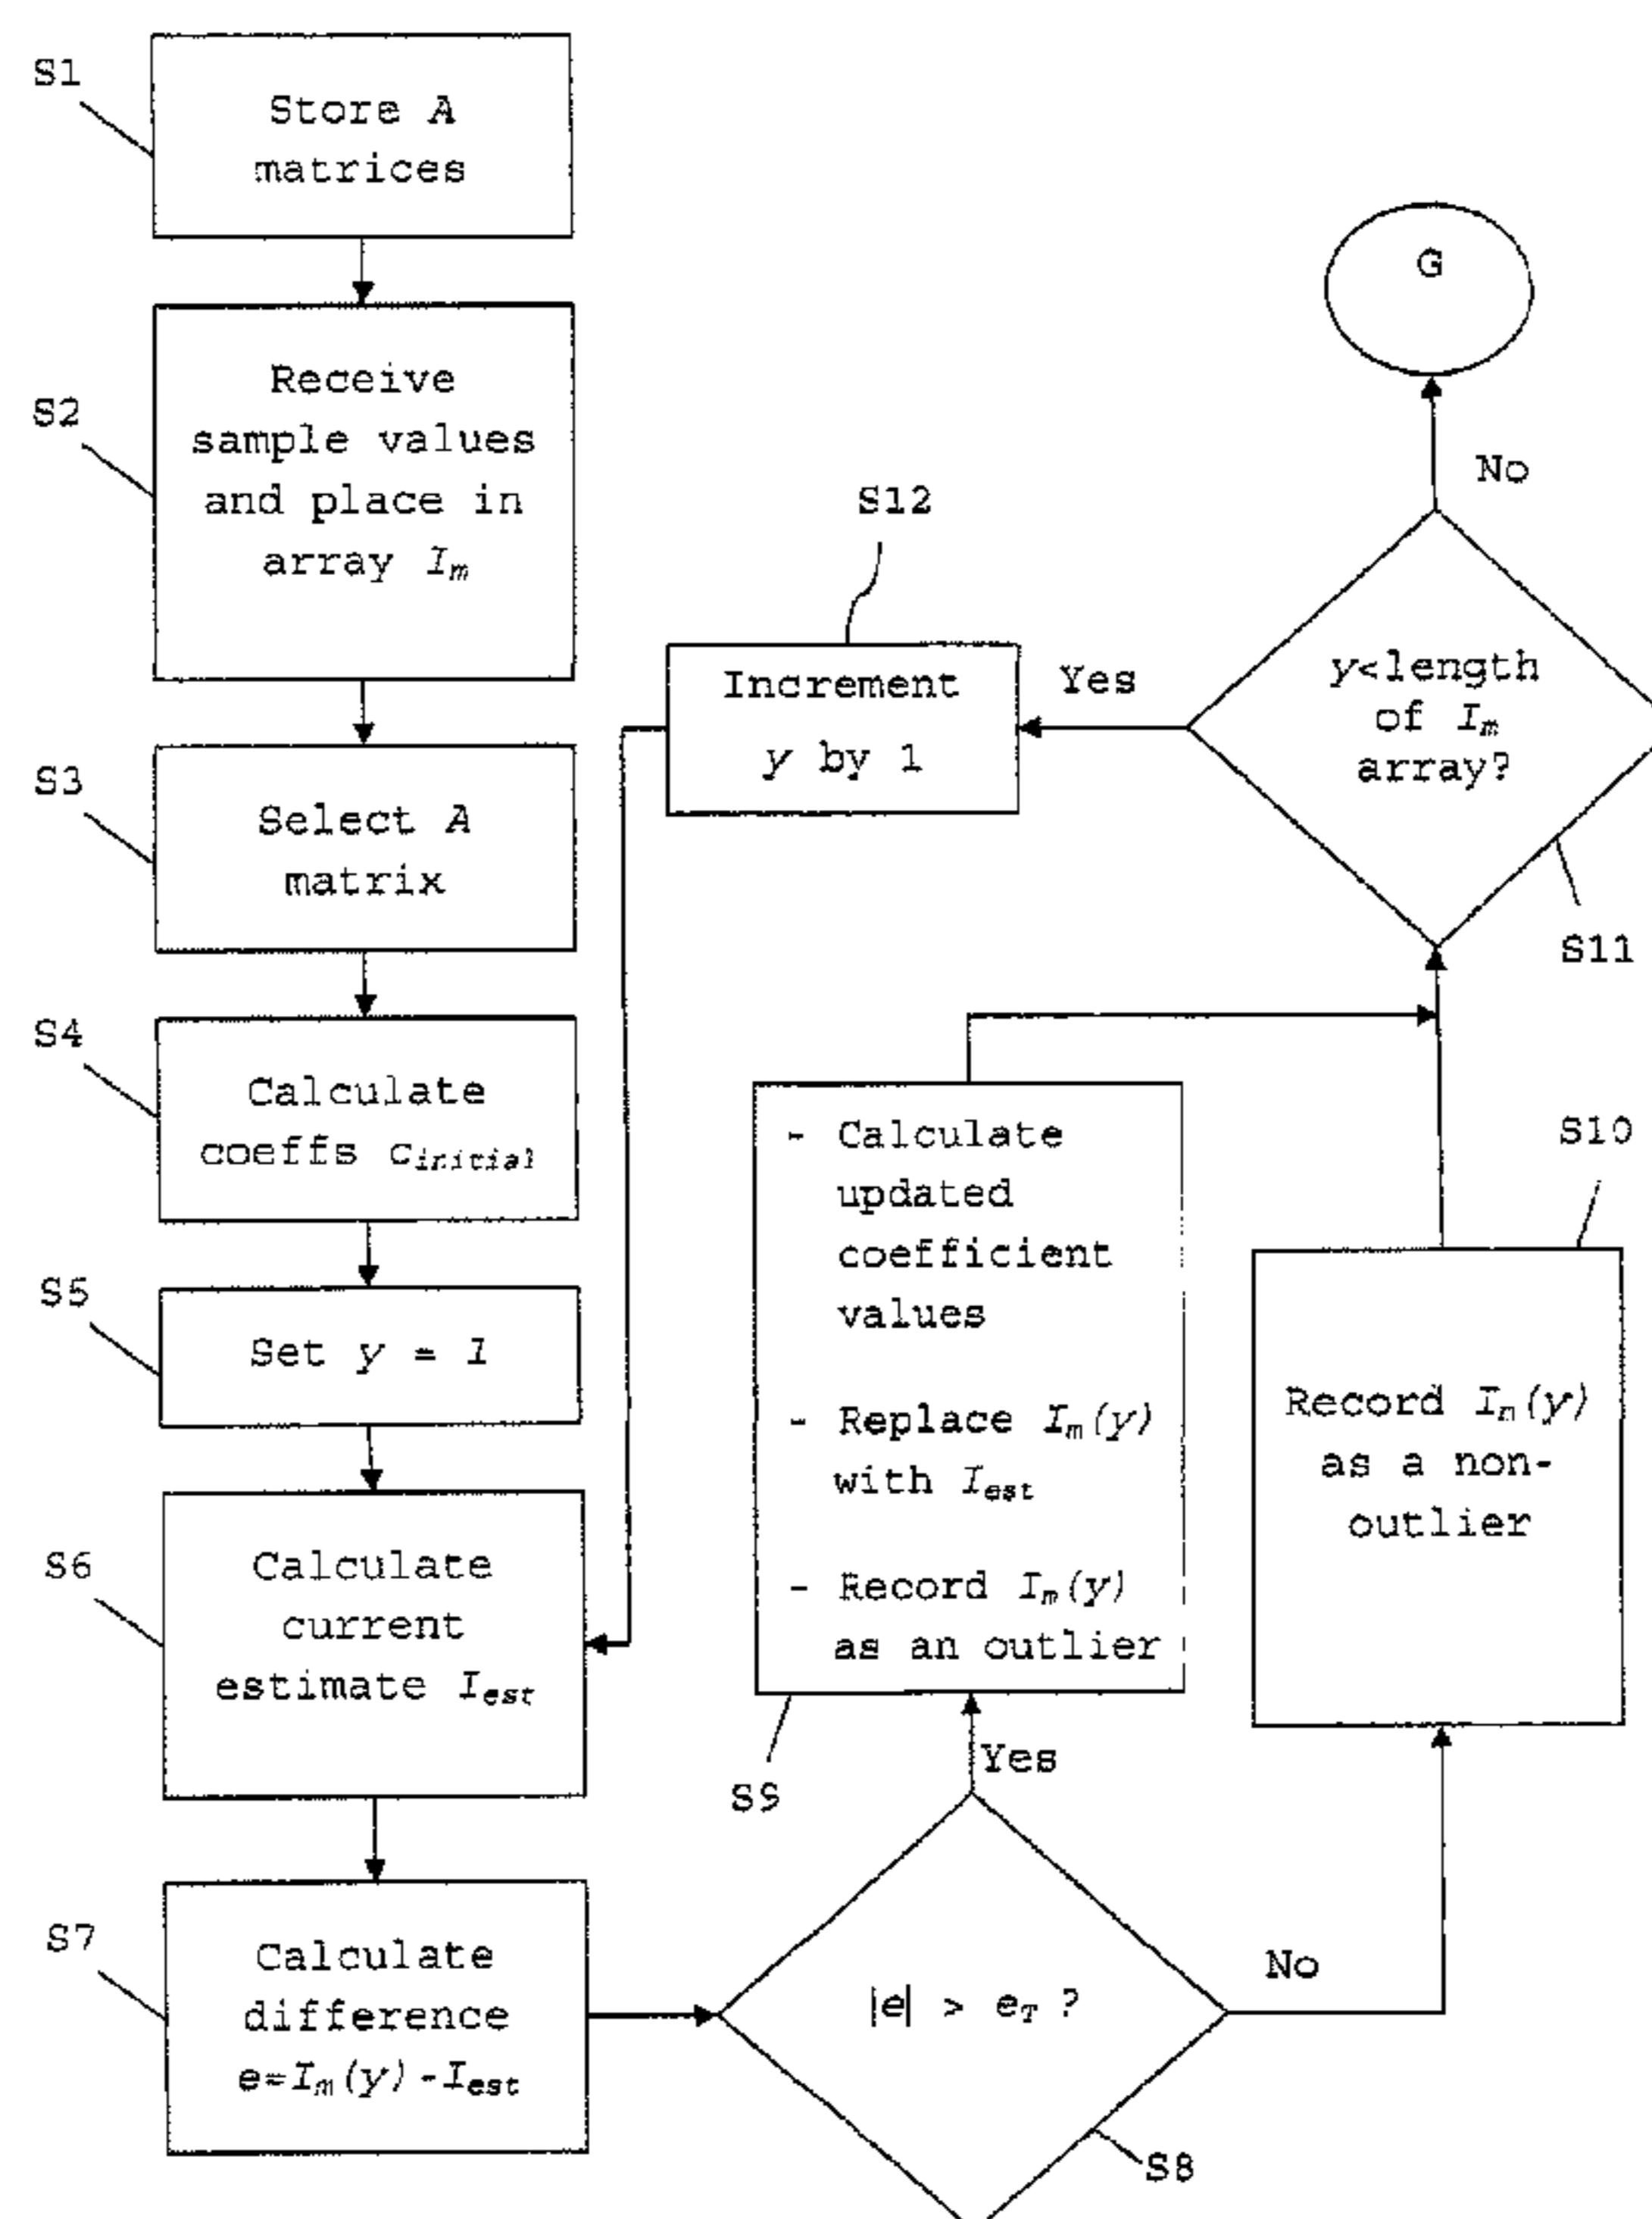 S1
Store A
matrices
S2
Receive
sample values
and place in
array Im
S3
Select A
matrix
S4
Calculate
coeffs cinitial
S5
Set y = 1
S6
Calculate
current
estimate Iest
S7
Calculate
difference
e=Im(y)-Iest
|e| > eT ?
S8
Yes
No
S9
- Calculate
updated
coefficient
values
- Replace Im(y)
with Iest
- Record Im(y)
as an outlier
S10
Record Im(y)
as a non-
outlier
S11
y<length
of Im
array?
Yes
No
S12
Increment
y by 1
G